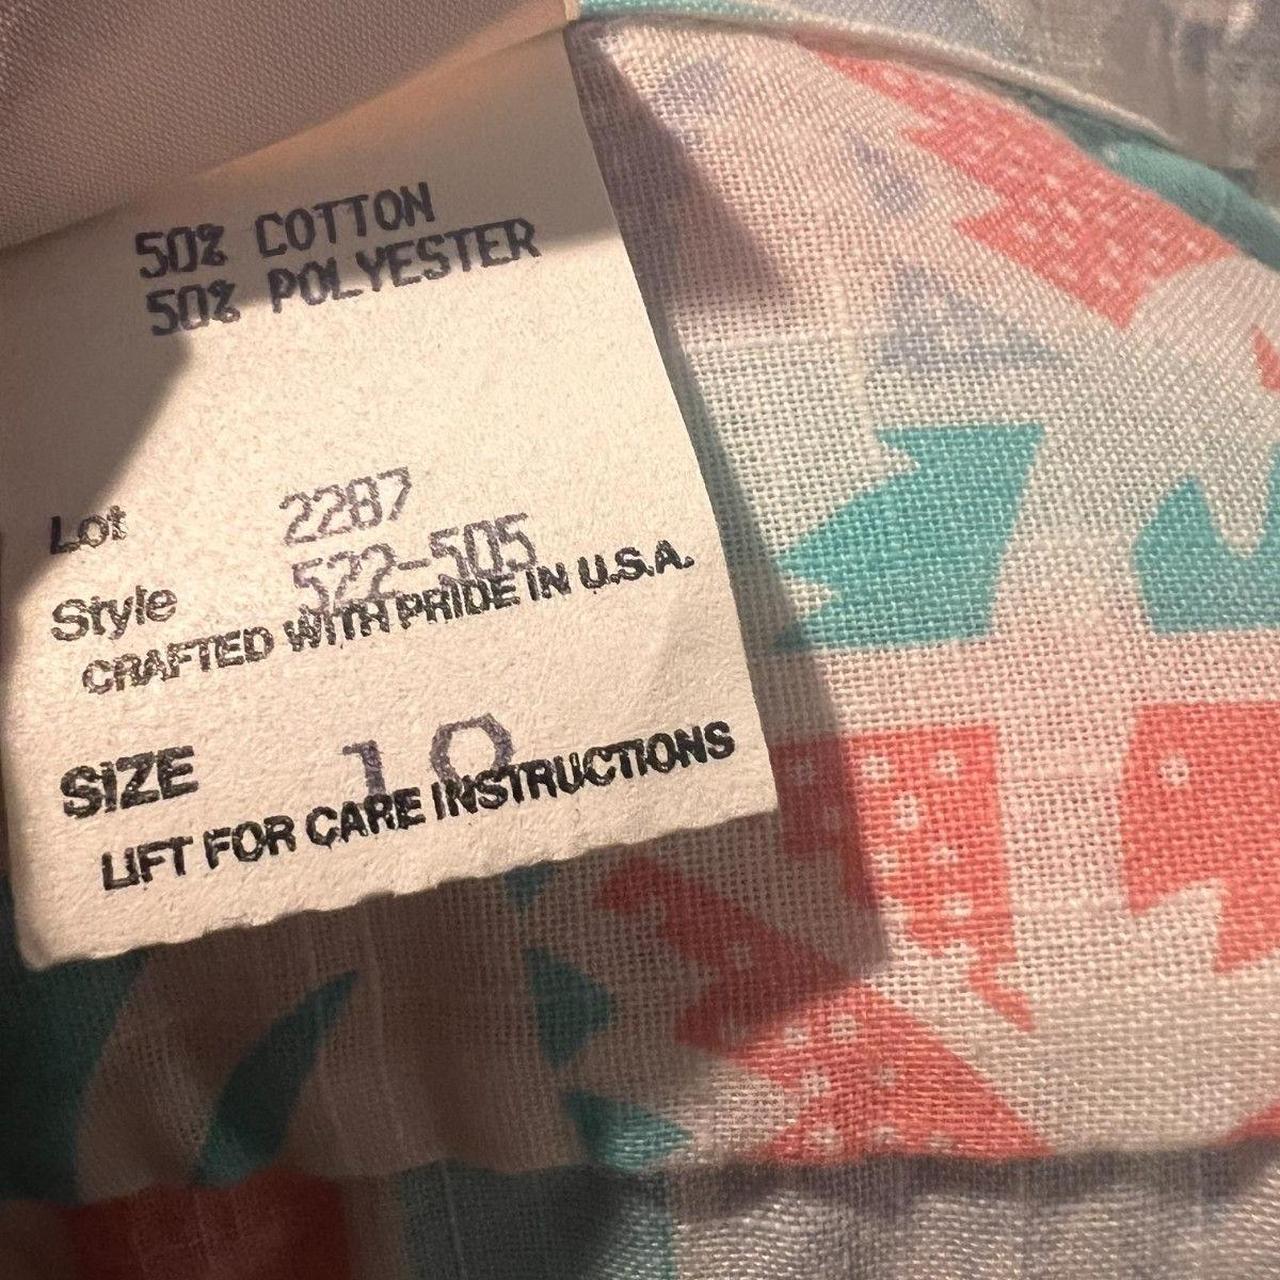 50% COTTON
50% POLYESTER
Lot 2287
Style 522-505
CRAFTED WITH PRIDE IN U.S.A.
SIZE 10
LIFT FOR CARE INSTRUCTIONS